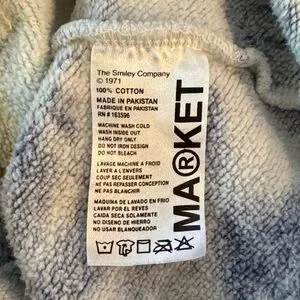 The Smiley Company
© 1971
100% COTTON
MADE IN PAKISTAN
FABRIQUE EN PAKISTAN
RN # 163596
MACHINE WASH COLD
WASH INSIDE OUT
HANG DRY ONLY
DO NOT IRON DESIGN
DO NOT BLEACH
LAVAGE MACHINE A FROID
LAVER A L'ENVERS
COUP SEC SEULEMENT
NE PAS REPASSER CONCEPTION
NE PAS BLANCHIR
MAQUINA DE LAVADO EN FRIO
LAVAR POR EL REVES
CAIDA SECA SOLAMENTE
NO DISENO DE HIERRO
NO USAR BLANQUEADOR
MA®KET